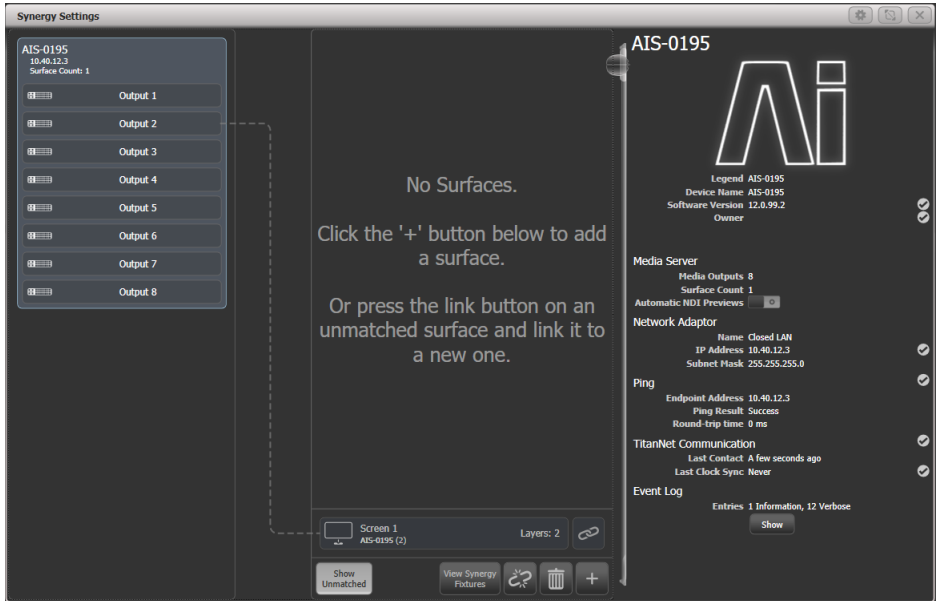 Synergy Settings
AIS-0195
10.40.12.3
Surface Count: 1
Output 1
Output 2
Output 3
Output 4
Output 5
Output 6
Output 7
Output 8
No Surfaces.
Click the '+' button below to add
a surface.
Or press the link button on an
unmatched surface and link it to
a new one.
Screen 1
AIS-0195 (2)
Layers: 2
Show
Unmatched
View Synergy
Fixtures
+
AIS-0195
Ai
Legend AIS-0195
Device Name AIS-0195
Software Version 12.0.99.2
Owner
Media Server
Media Outputs 8
Surface Count 1
Automatic NDI Previews
Network Adaptor
Name Closed LAN
IP Address 10.40.12.3
Subnet Mask 255.255.255.0
Ping
Endpoint Address 10.40.12.3
Ping Result Success
Round-trip time 0 ms
TitanNet Communication
Last Contact A few seconds ago
Last Clock Sync Never
Event Log
Entries 1 Information, 12 Verbose
Show